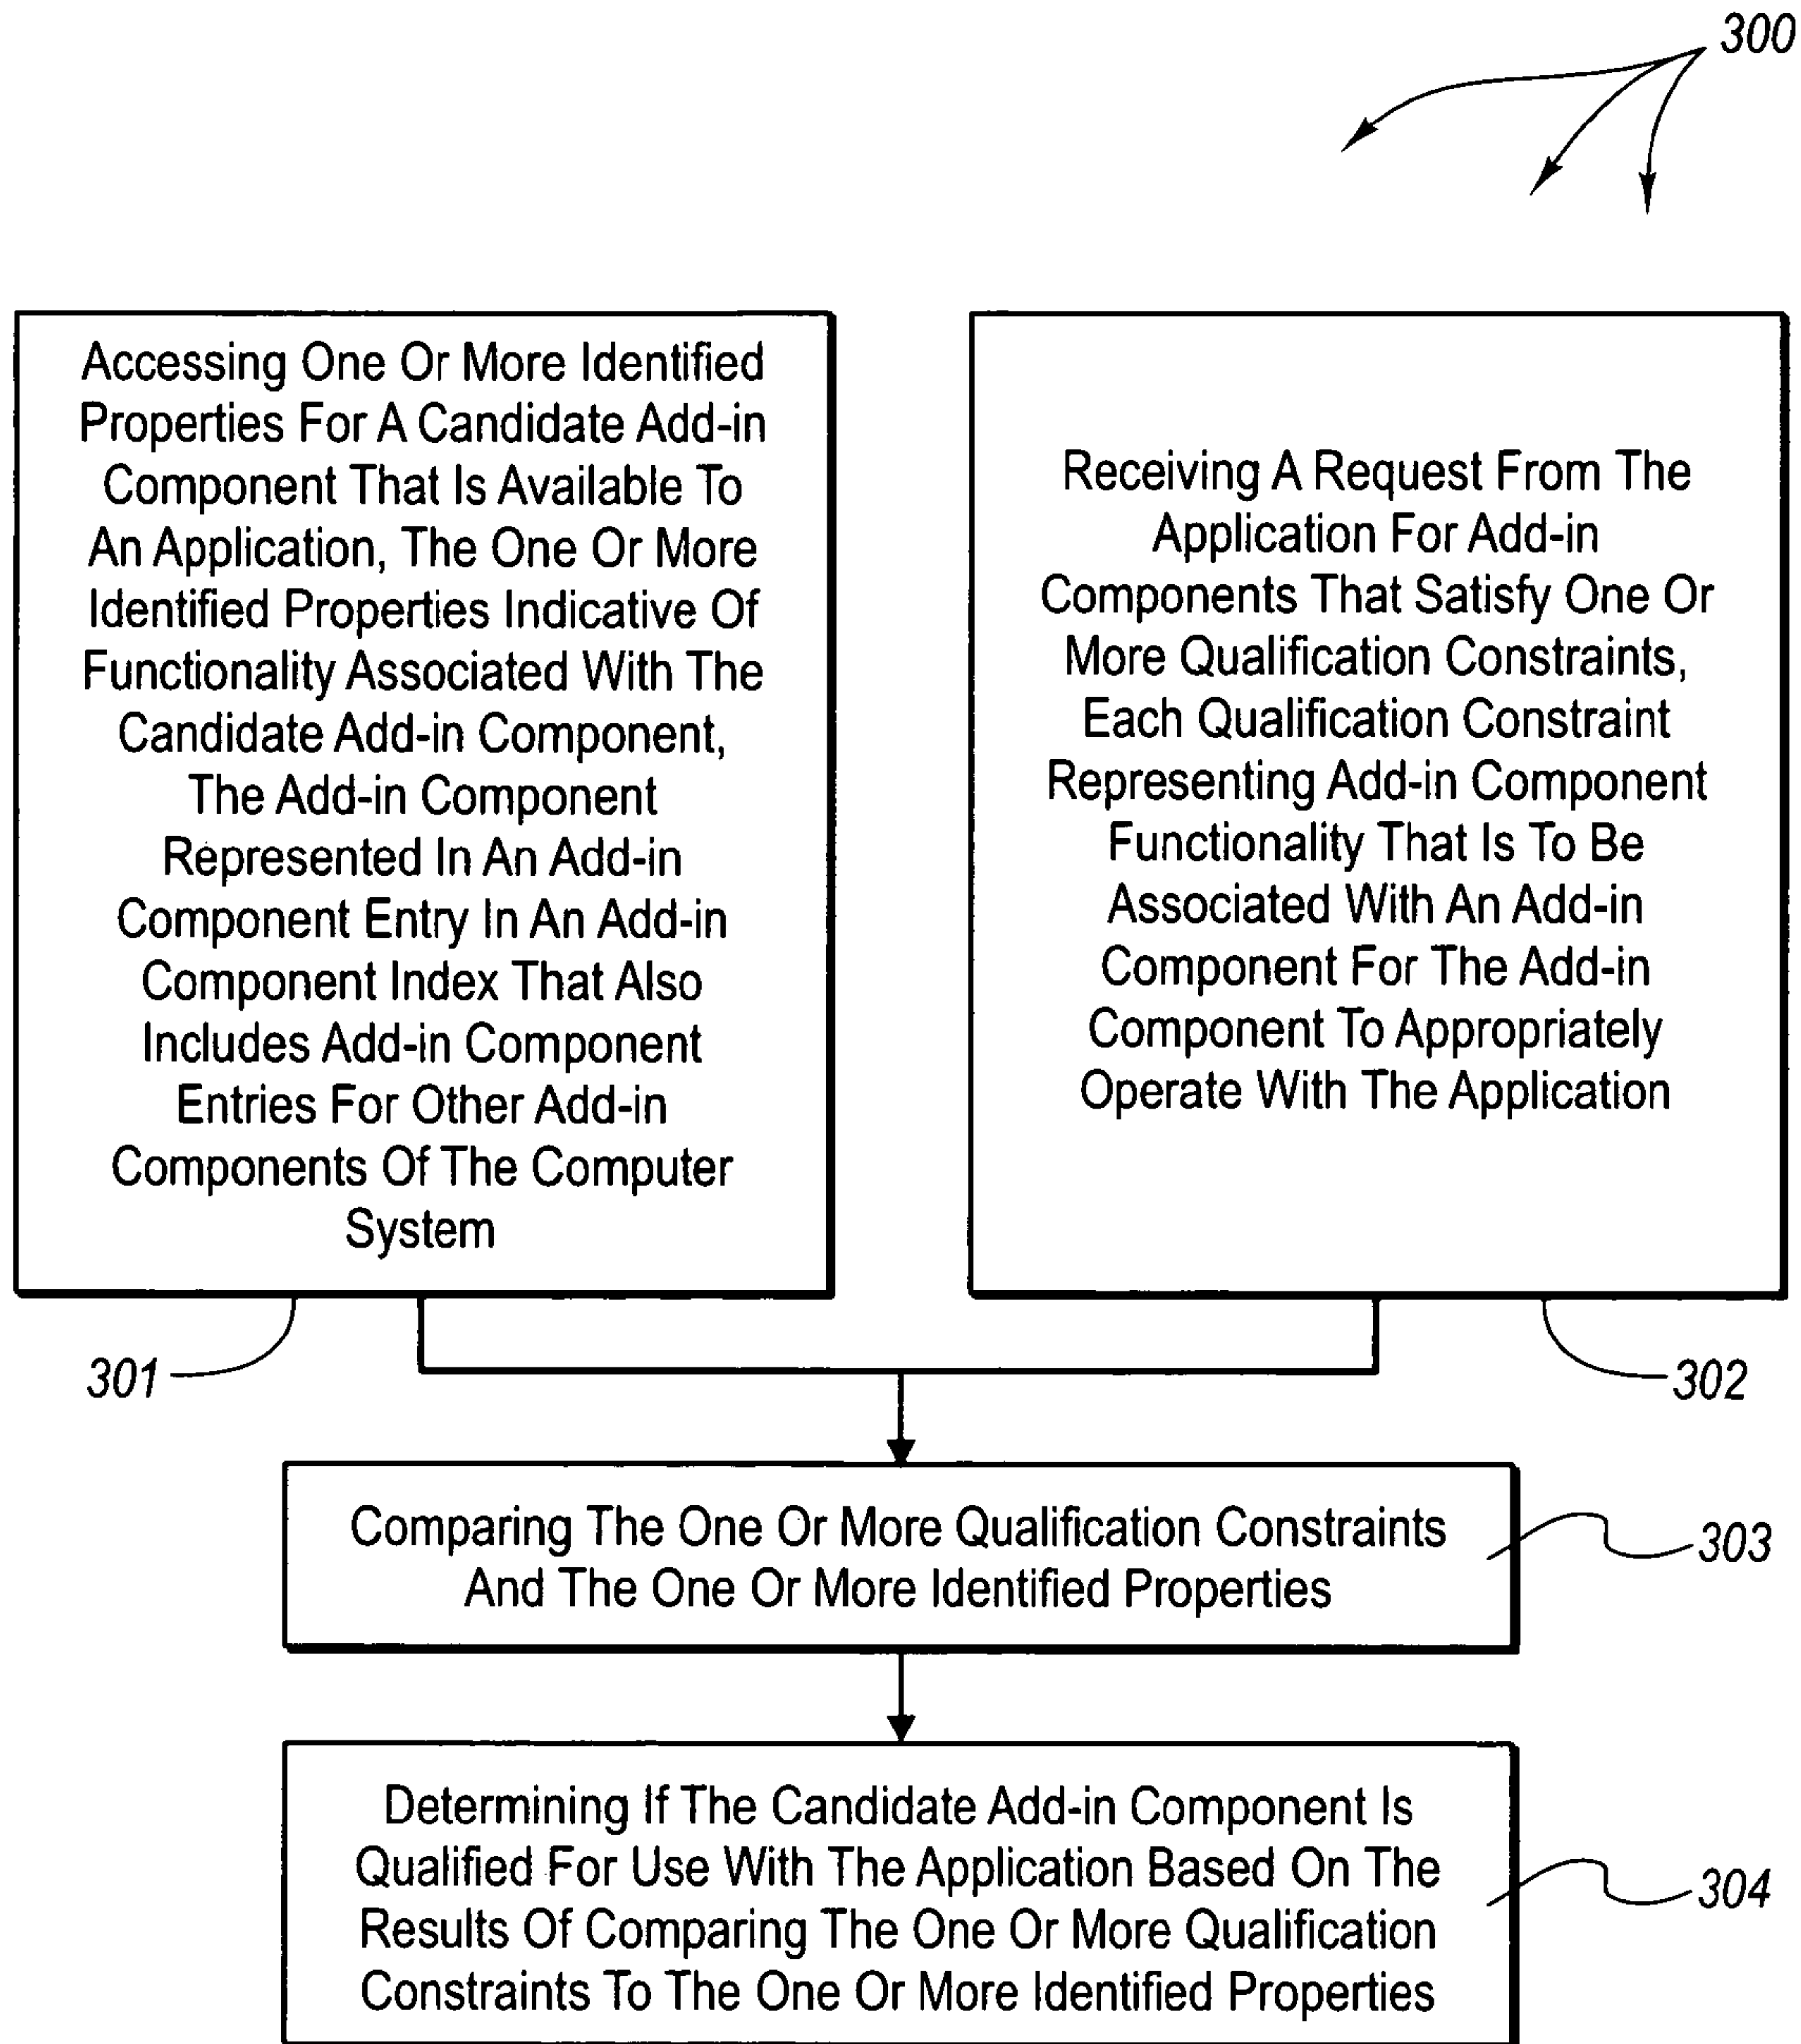 300
Accessing One Or More Identified
Properties For A Candidate Add-in
Component That Is Available To
An Application, The One Or More
Identified Properties Indicative Of
Functionality Associated With The
Candidate Add-in Component,
The Add-in Component
Represented In An Add-in
Component Entry In An Add-in
Component Index That Also
Includes Add-in Component
Entries For Other Add-in
Components Of The Computer
System
301
Receiving A Request From The
Application For Add-in
Components That Satisfy One Or
More Qualification Constraints,
Each Qualification Constraint
Representing Add-in Component
Functionality That Is To Be
Associated With An Add-in
Component For The Add-in
Component To Appropriately
Operate With The Application
302
Comparing The One Or More Qualification Constraints
And The One Or More Identified Properties
303
Determining If The Candidate Add-in Component Is
Qualified For Use With The Application Based On The
Results Of Comparing The One Or More Qualification
Constraints To The One Or More Identified Properties
304